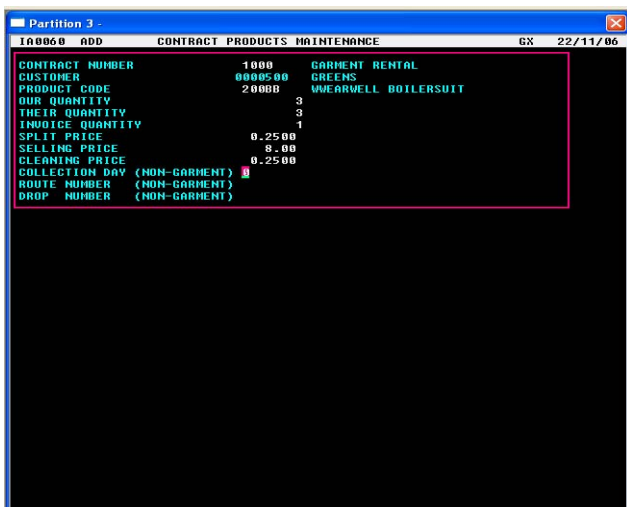 Partition 3 -
IA0060 ADD CONTRACT PRODUCTS MAINTENANCE GX 22/11/06
CONTRACT NUMBER 1000 GARMENT RENTAL
CUSTOMER 0000500 GREENS
PRODUCT CODE 200BB WWEARWELL BOILERSUIT
OUR QUANTITY 3
THEIR QUANTITY 3
INVOICE QUANTITY 1
SPLIT PRICE 0.2500
SELLING PRICE 8.00
CLEANING PRICE 0.2500
COLLECTION DAY (NON-GARMENT) 0
ROUTE NUMBER (NON-GARMENT)
DROP NUMBER (NON-GARMENT)